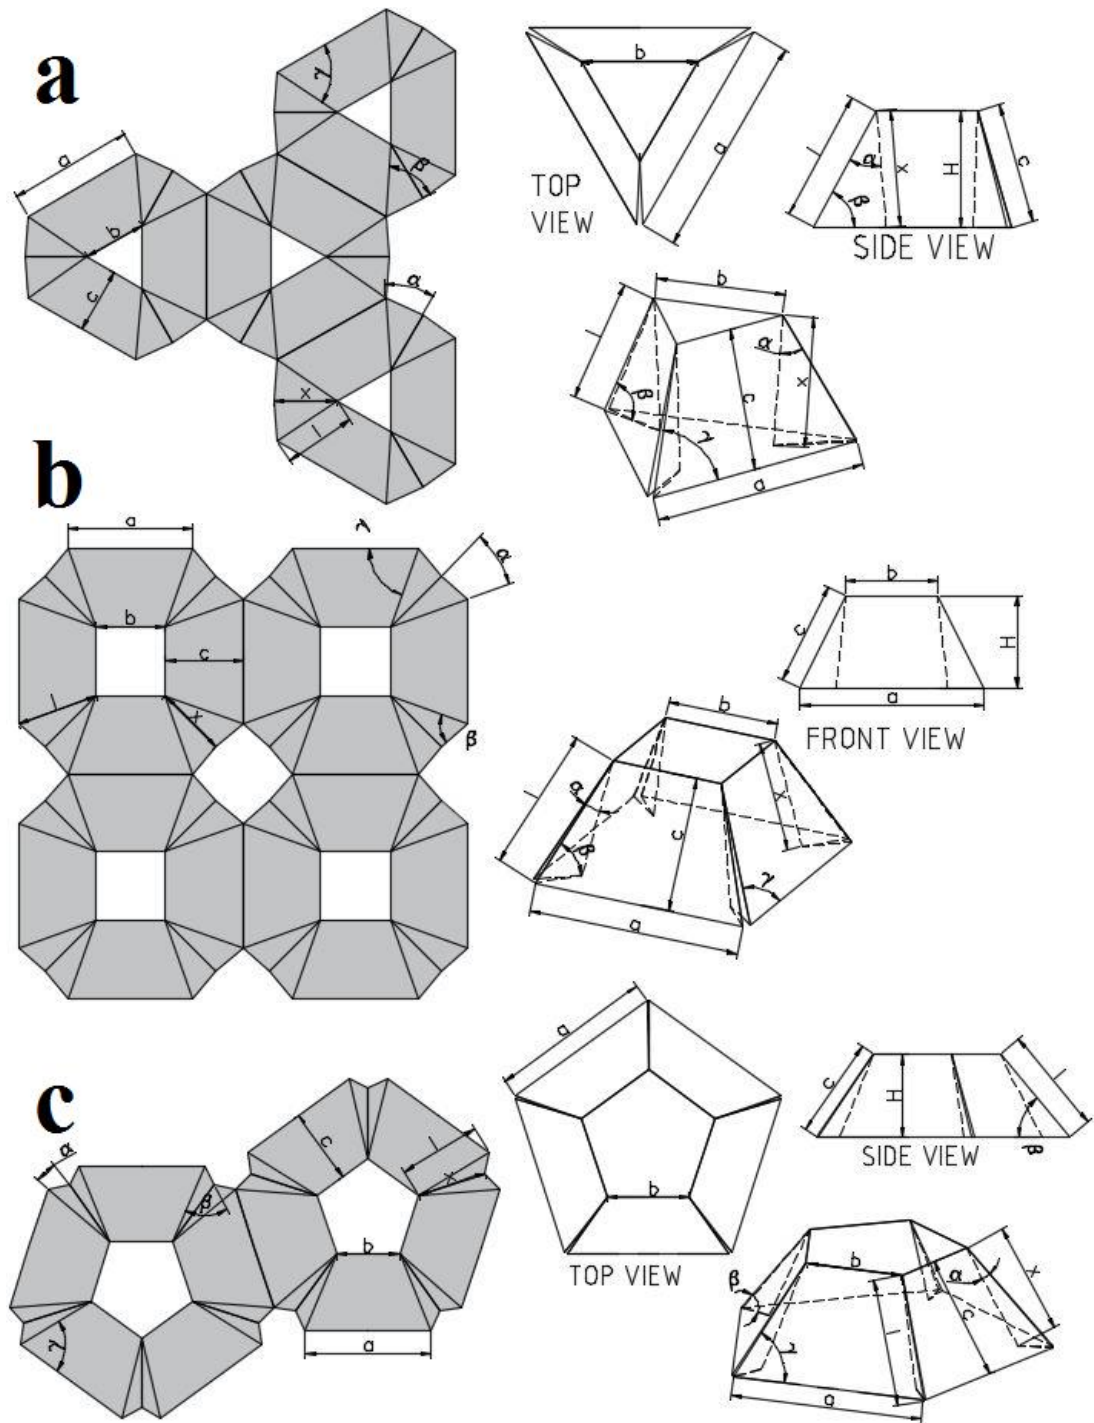 a
γ
a
b
c
β
α
x
l
b
a
TOP
VIEW
l
α
β
x
H
c
SIDE VIEW
b
l
α
x
β
c
γ
a
b
a
γ
α
b
c
l
x
β
b
c
H
a
FRONT VIEW
b
l
α
x
c
β
γ
a
c
α
β
c
l
x
b
γ
a
a
b
TOP VIEW
c
H
l
β
SIDE VIEW
β
b
α
x
l
c
γ
a